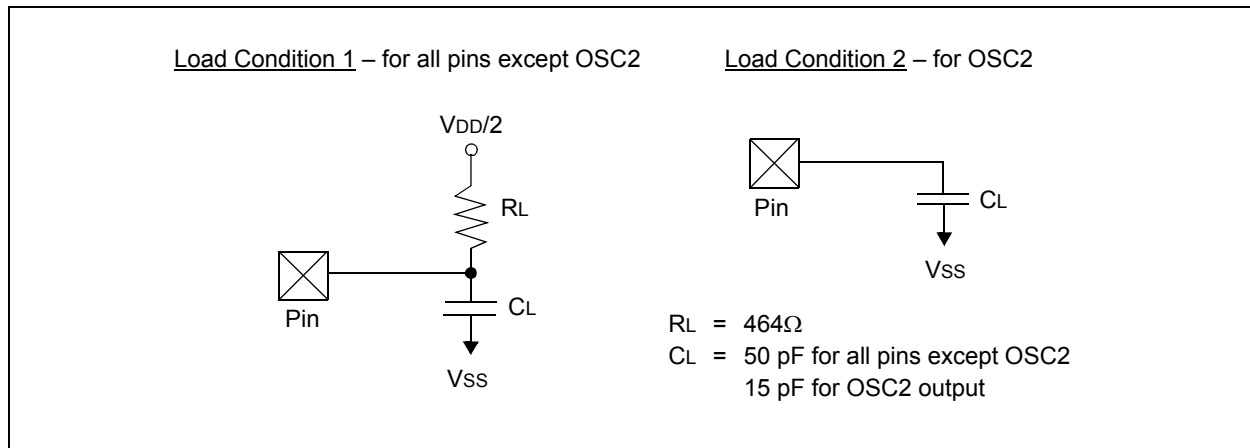 Load Condition 1 – for all pins except OSC2
Load Condition 2 – for OSC2
VDD/2
RL
Pin
CL
VSS
Pin
CL
VSS
RL = 464Ω
CL = 50 pF for all pins except OSC2
15 pF for OSC2 output